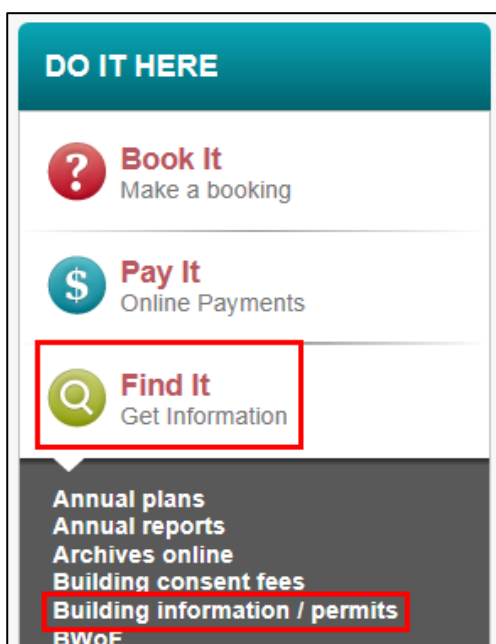 DO IT HERE
?
Book It
Make a booking
$
Pay It
Online Payments
Find It
Get Information
Annual plans
Annual reports
Archives online
Building consent fees
Building information / permits
BWoF